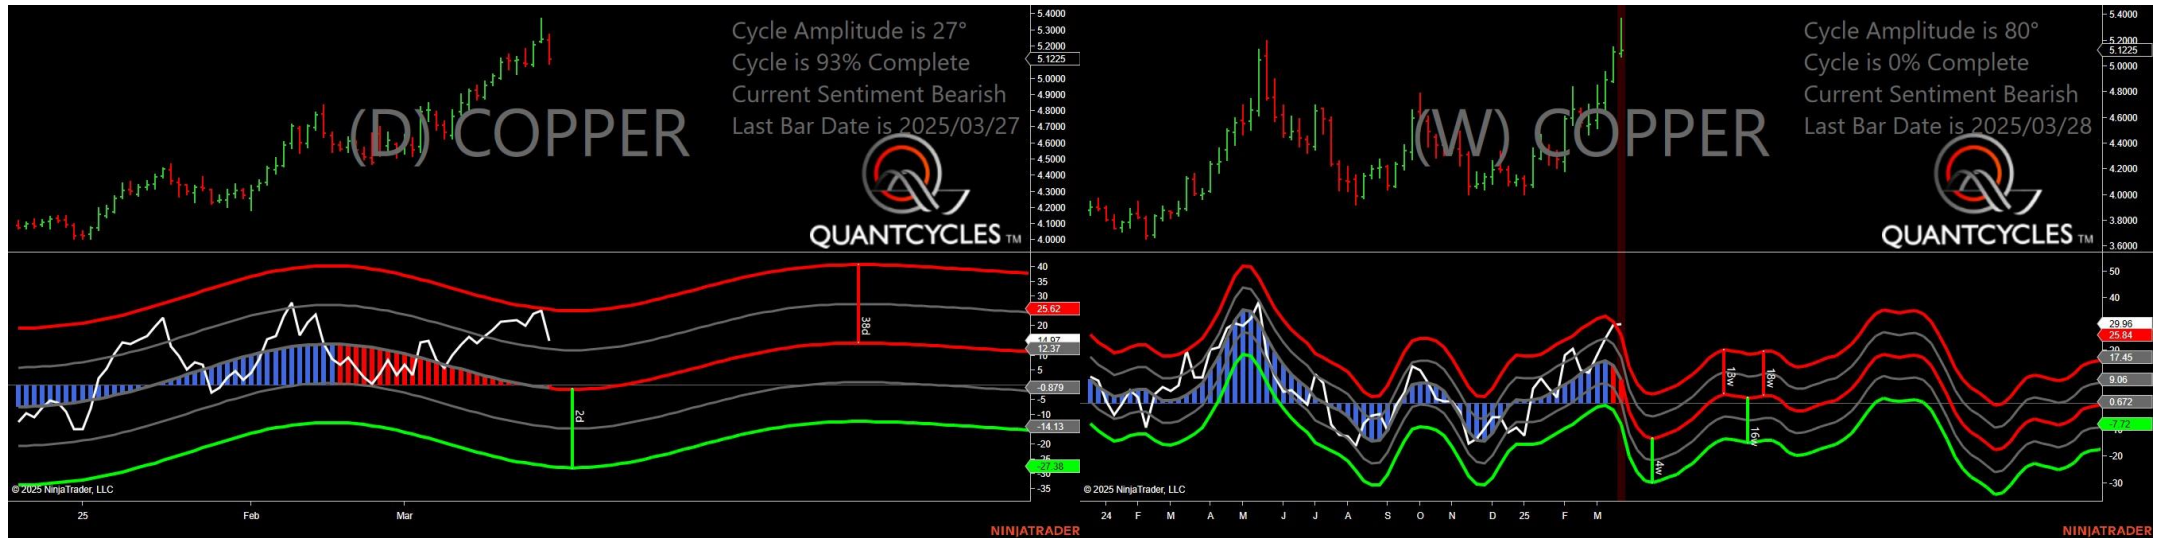 Cycle Amplitude is 27°
Cycle is 93% Complete
Current Sentiment Bearish
Last Bar Date is 2025/03/27
(D) COPPER
QUANTCYCLES TM
5.4000
5.3000
5.2000
5.1225
5.0000
4.9000
4.8000
4.7000
4.6000
4.5000
4.4000
4.3000
4.2000
4.1000
4.0000
40
35
30
25.62
20
12.37
5
-0.879
-5
-10
-14.13
-20
-27.38
-35
38d
2d
© 2025 NinjaTrader, LLC
25
Feb
Mar
NINJATRADER
Cycle Amplitude is 80°
Cycle is 0% Complete
Current Sentiment Bearish
Last Bar Date is 2025/03/28
(W) COPPER
QUANTCYCLES TM
5.4000
5.2000
5.1225
5.0000
4.8000
4.6000
4.4000
4.2000
4.0000
3.8000
3.6000
50
40
29.96
25.84
17.45
9.06
0.672
-7.72
-20
-30
13w
18w
16w
4w
© 2025 NinjaTrader, LLC
24
F
M
A
M
J
J
A
S
O
N
D
25
F
M
NINJATRADER